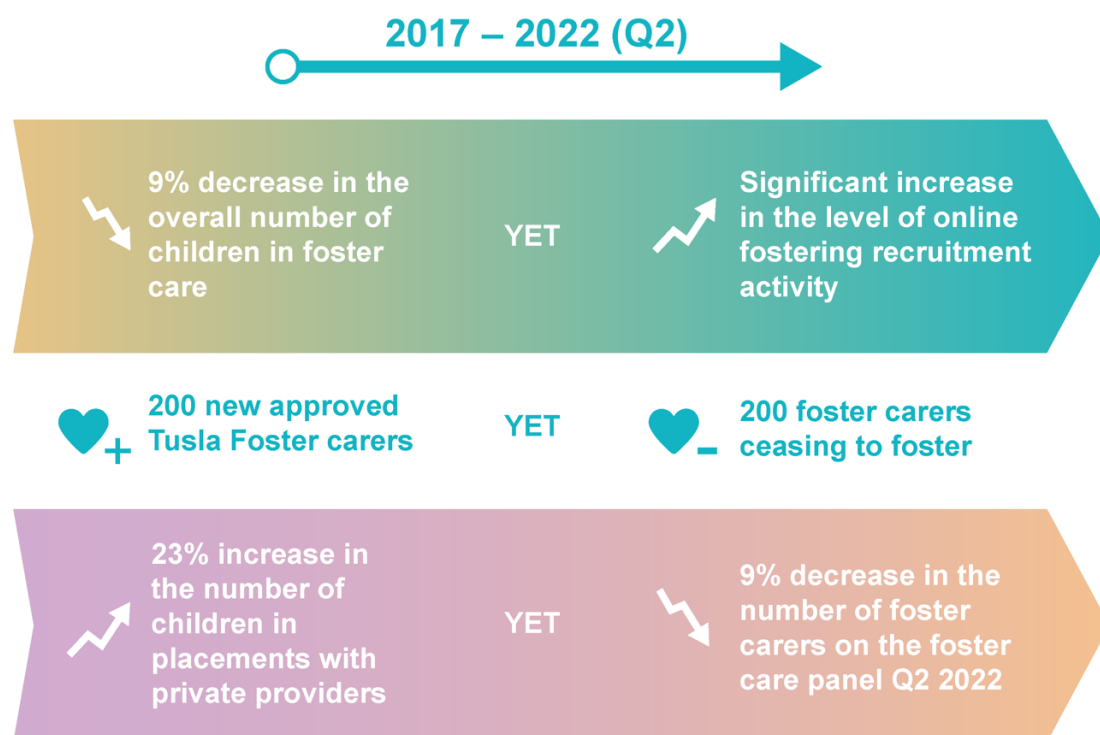 2017 – 2022 (Q2)
9% decrease in the
overall number of
children in foster
care
YET
Significant increase
in the level of online
fostering recruitment
activity
200 new approved
Tusla Foster carers
YET
200 foster carers
ceasing to foster
23% increase in
the number of
children in
placements with
private providers
YET
9% decrease in the
number of foster
carers on the foster
care panel Q2 2022